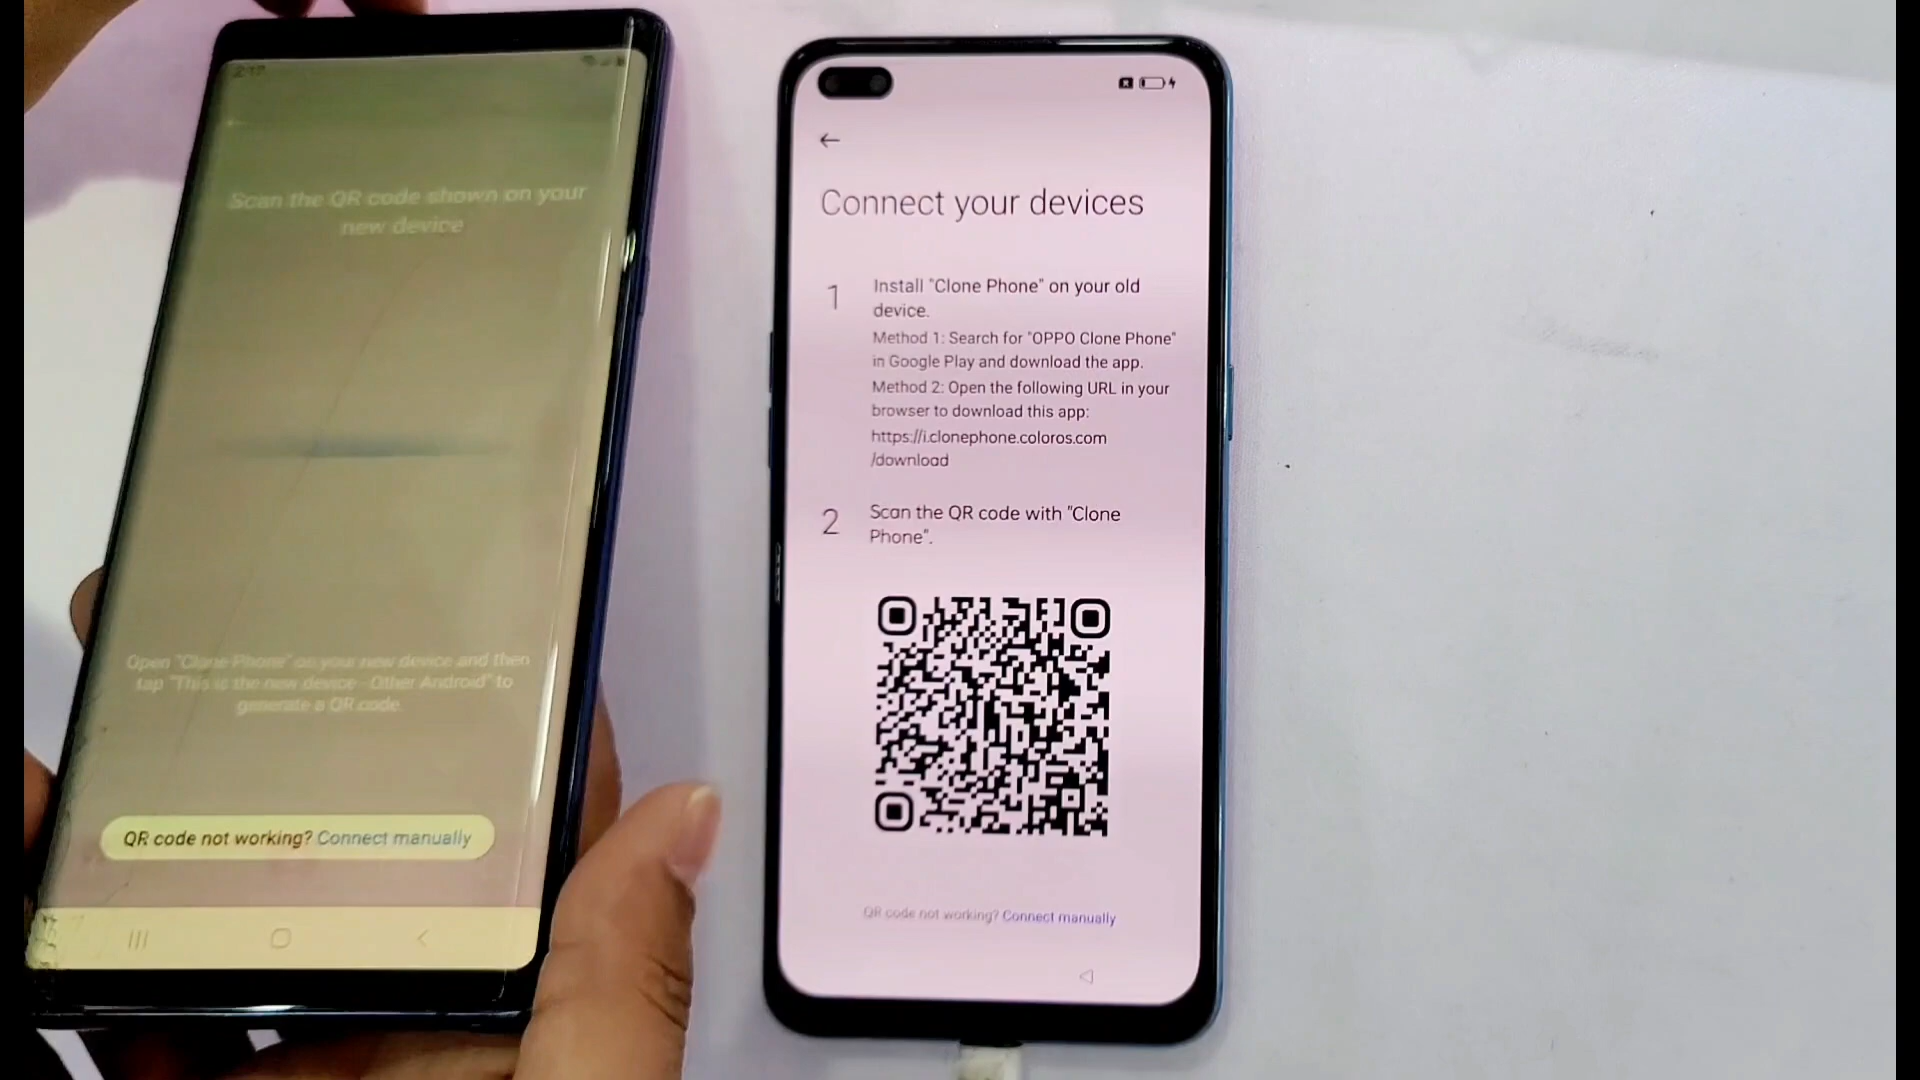 2:17
Scan the QR code shown on your
new device
Open "Clone Phone" on your new device and then
tap "This is the new device - Other Android" to
generate a QR code.
QR code not working? Connect manually
Connect your devices
1
Install "Clone Phone" on your old
device.
Method 1: Search for "OPPO Clone Phone"
in Google Play and download the app.
Method 2: Open the following URL in your
browser to download this app:
https://i.clonephone.coloros.com
/download
2
Scan the QR code with "Clone
Phone".
QR code not working? Connect manually